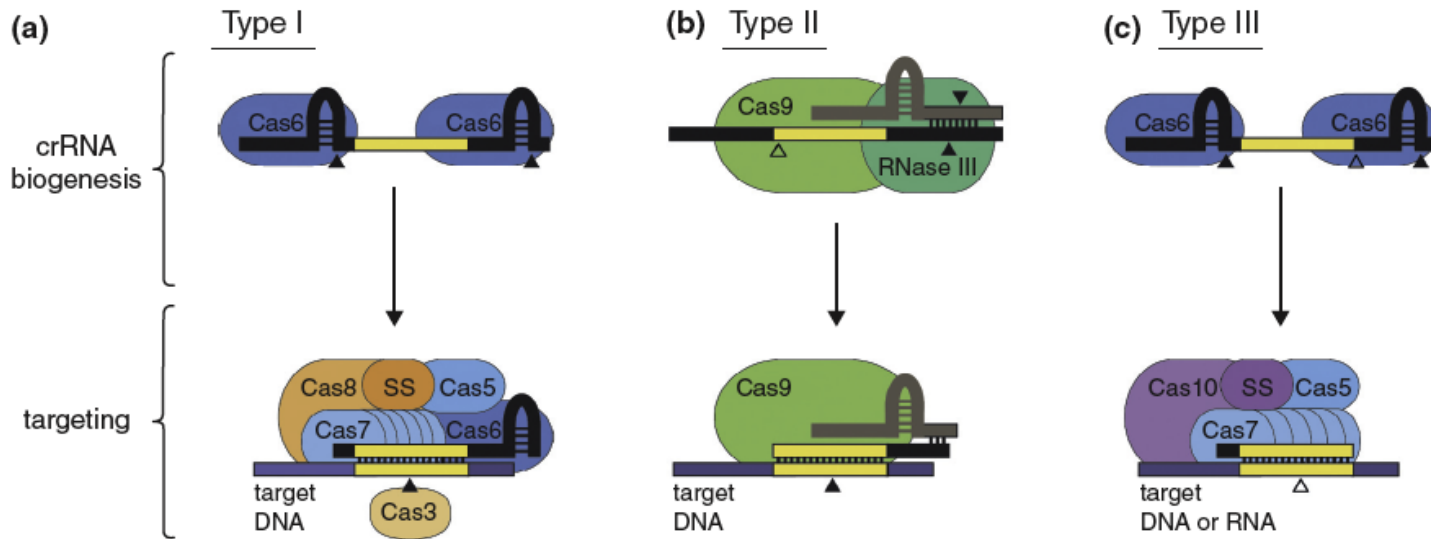 (a) Type I
Cas6 Cas6
crRNA
biogenesis
targeting
Cas8 SS Cas5
Cas7 Cas6
target
DNA
Cas3
(b) Type II
Cas9
RNase III
Cas9
target
DNA
(c) Type III
Cas6 Cas6
Cas10 SS Cas5
Cas7
target
DNA or RNA